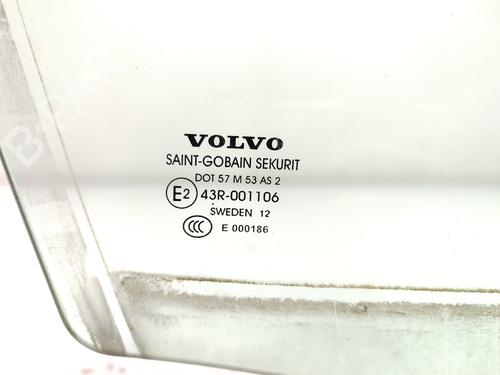 VOLVO
SAINT-GOBAIN SEKURIT
DOT 57 M 53 AS 2
E2 43R-001106
SWEDEN 12
CCC E 000186